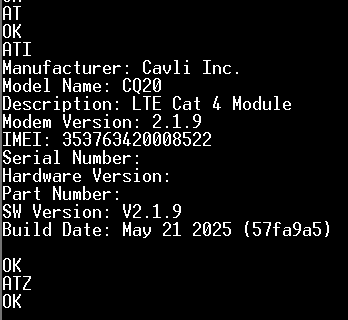 OK
AT
OK
ATI
Manufacturer: Cavli Inc.
Model Name: CQ20
Description: LTE Cat 4 Module
Modem Version: 2.1.9
IMEI: 353763420008522
Serial Number:
Hardware Version:
Part Number:
SW Version: V2.1.9
Build Date: May 21 2025 (57fa9a5)
OK
ATZ
OK